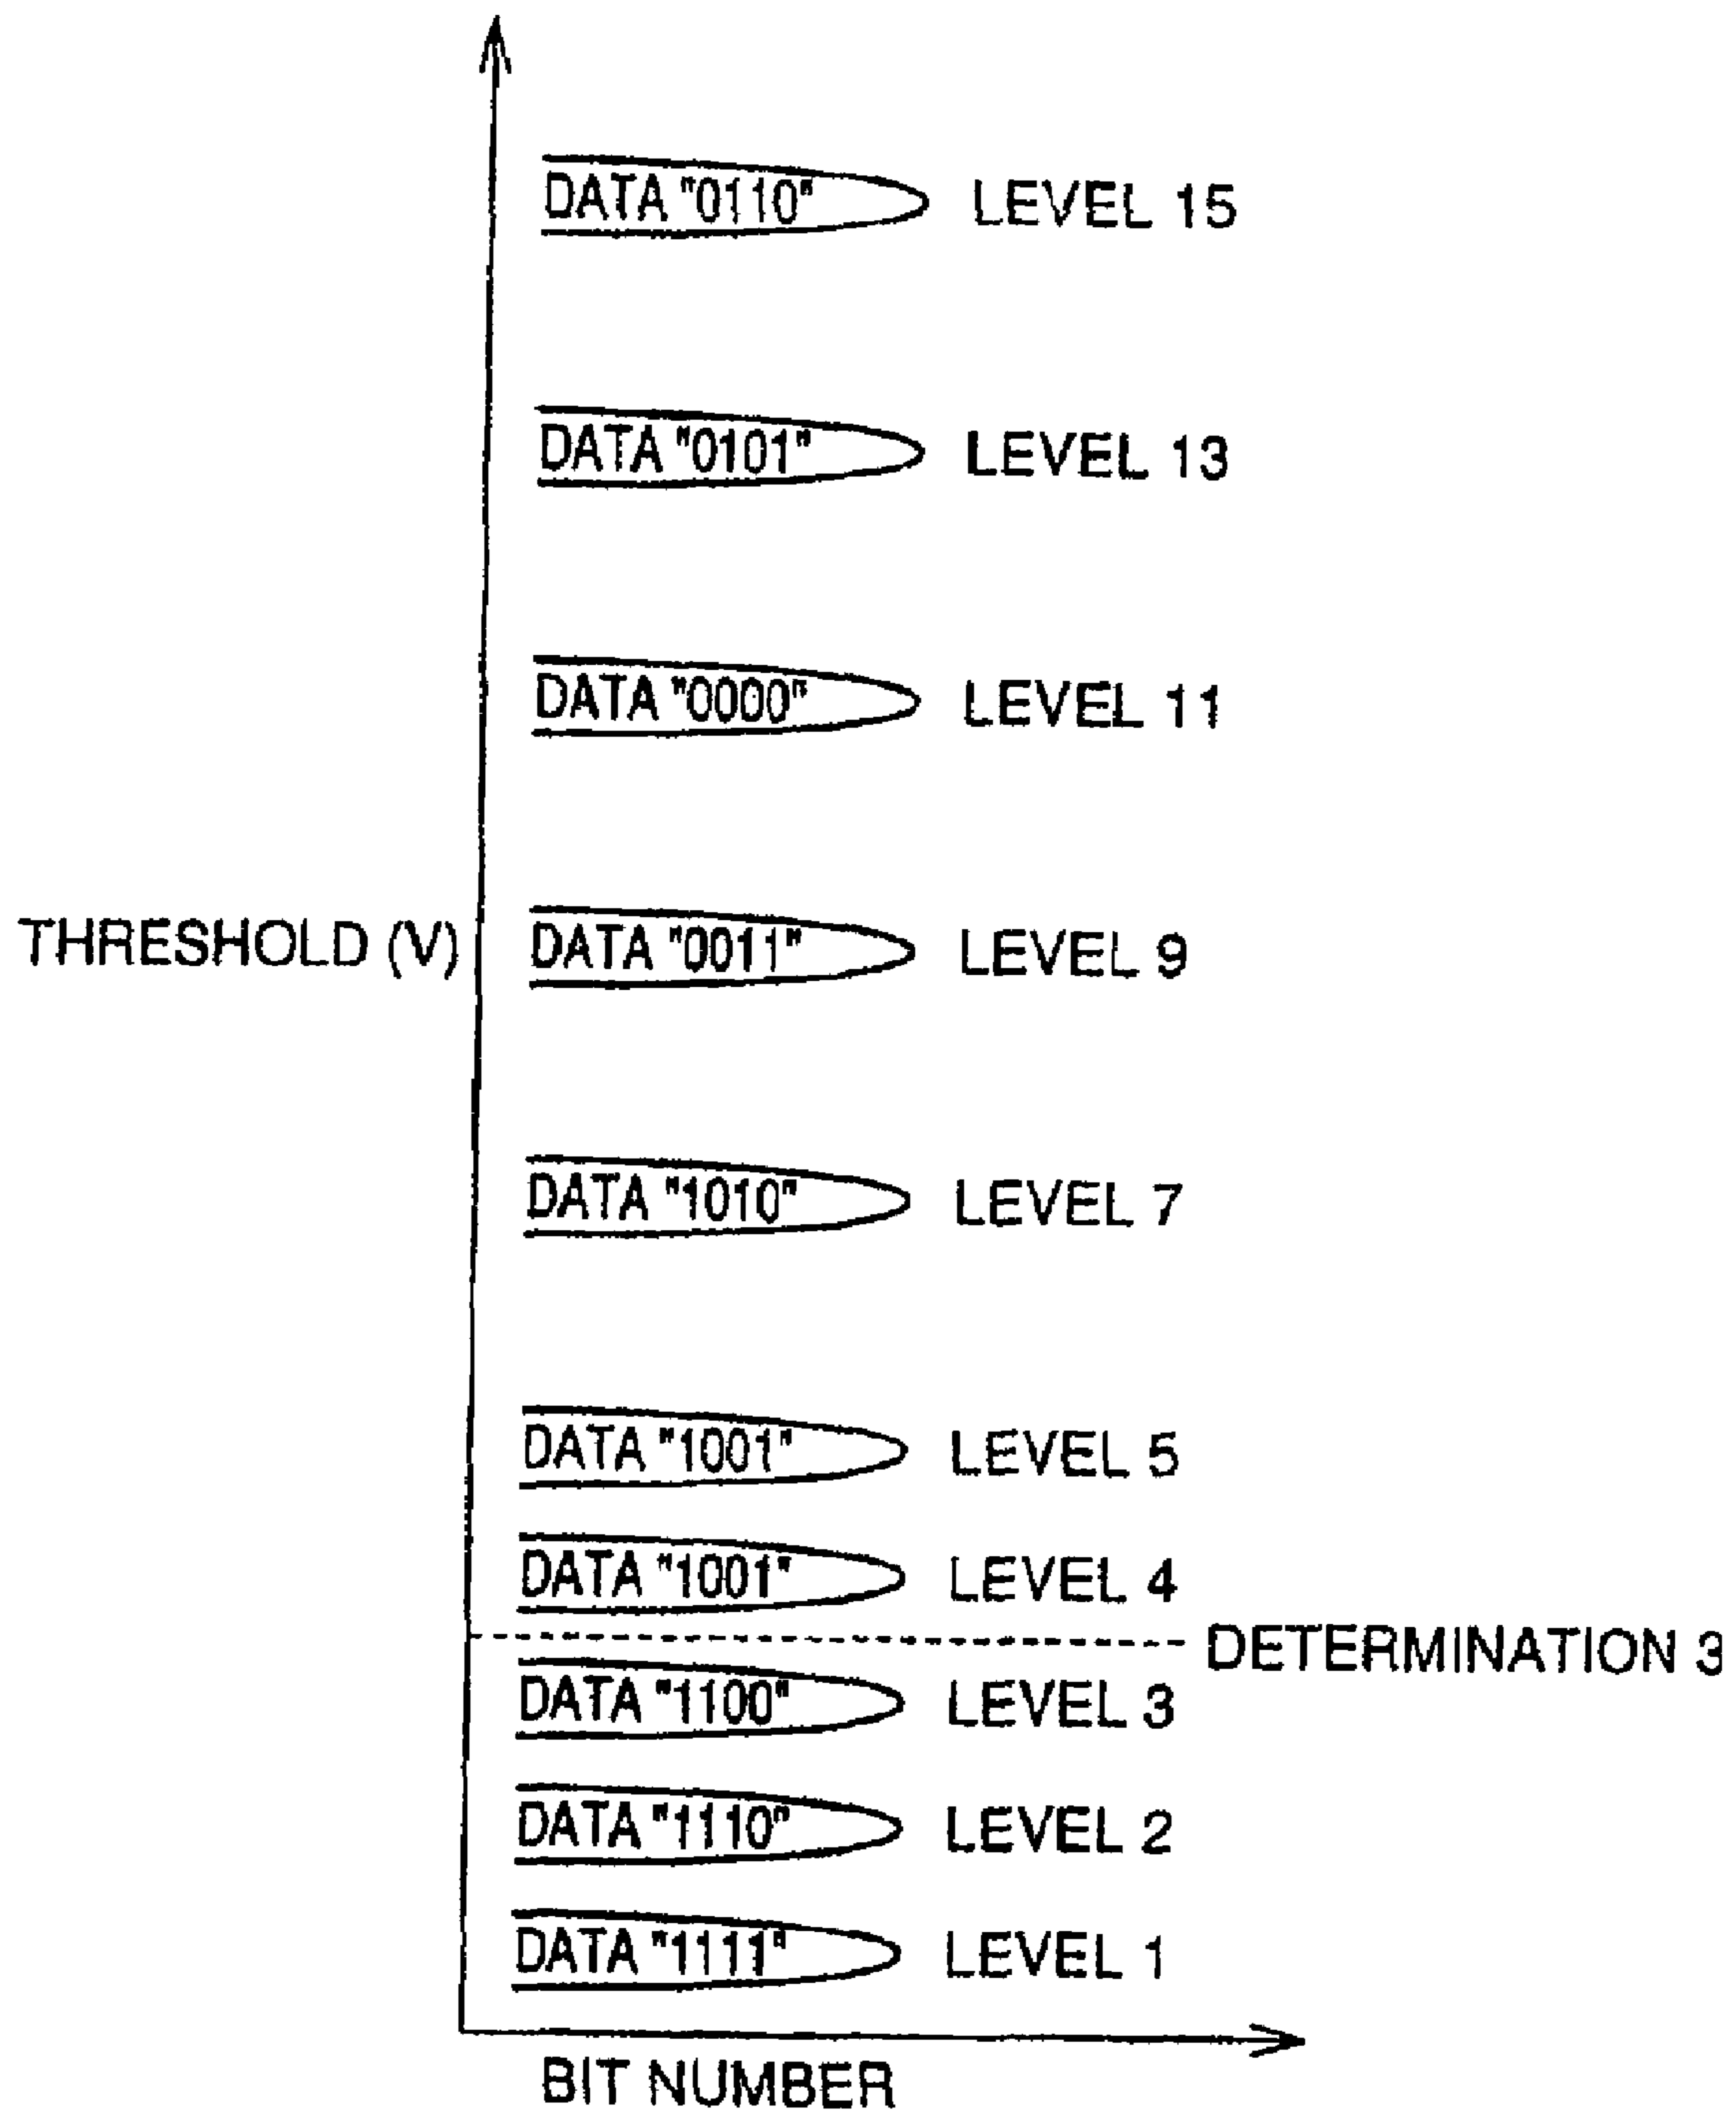 DATA "0110" LEVEL 15
DATA "0101" LEVEL 13
DATA "0000" LEVEL 11
THRESHOLD (V) DATA "0011" LEVEL 9
DATA "1010" LEVEL 7
DATA "1001" LEVEL 5
DATA "1001" LEVEL 4
DETERMINATION 3
DATA "1100" LEVEL 3
DATA "1110" LEVEL 2
DATA "1111" LEVEL 1
BIT NUMBER